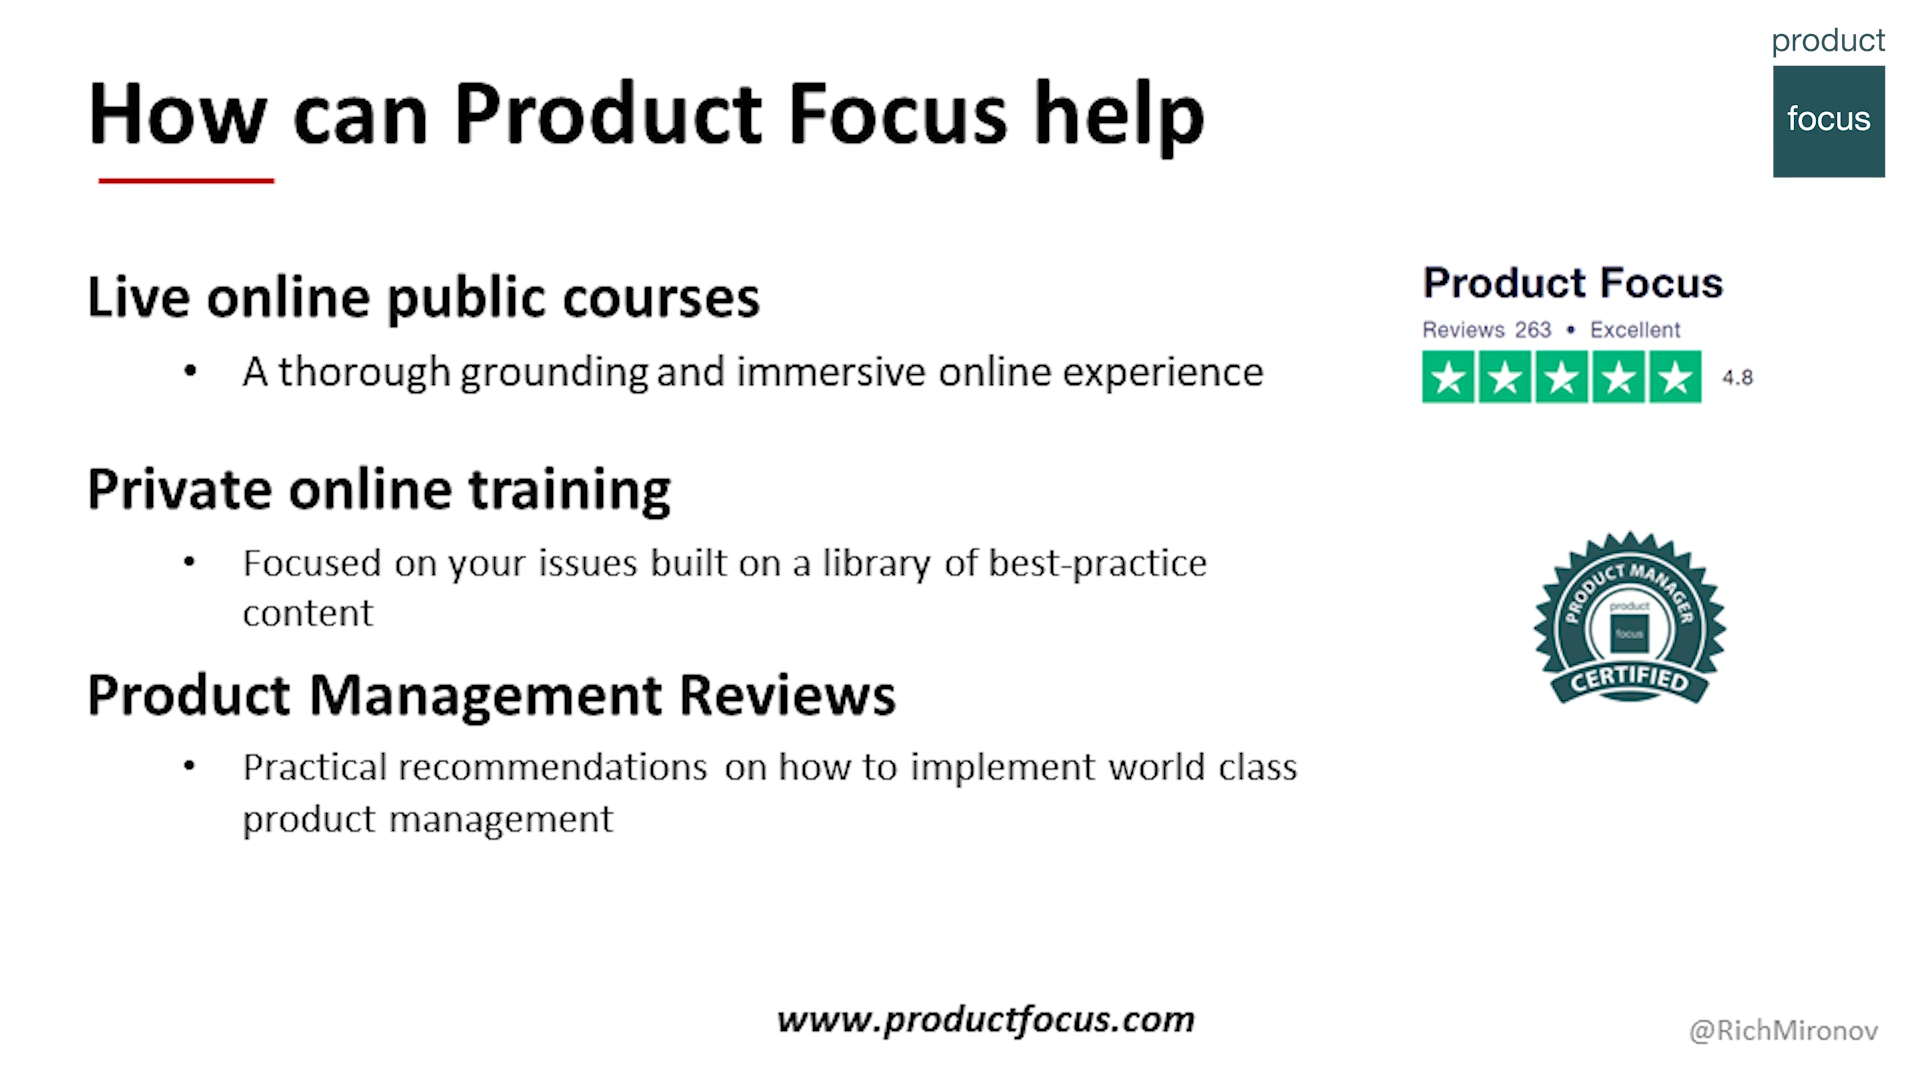 product
focus
How can Product Focus help
Live online public courses
• A thorough grounding and immersive online experience
Product Focus
Reviews 263 • Excellent
4.8
Private online training
• Focused on your issues built on a library of best-practice
content
PRODUCT MANAGER
product
focus
CERTIFIED
Product Management Reviews
• Practical recommendations on how to implement world class
product management
www.productfocus.com
@RichMironov